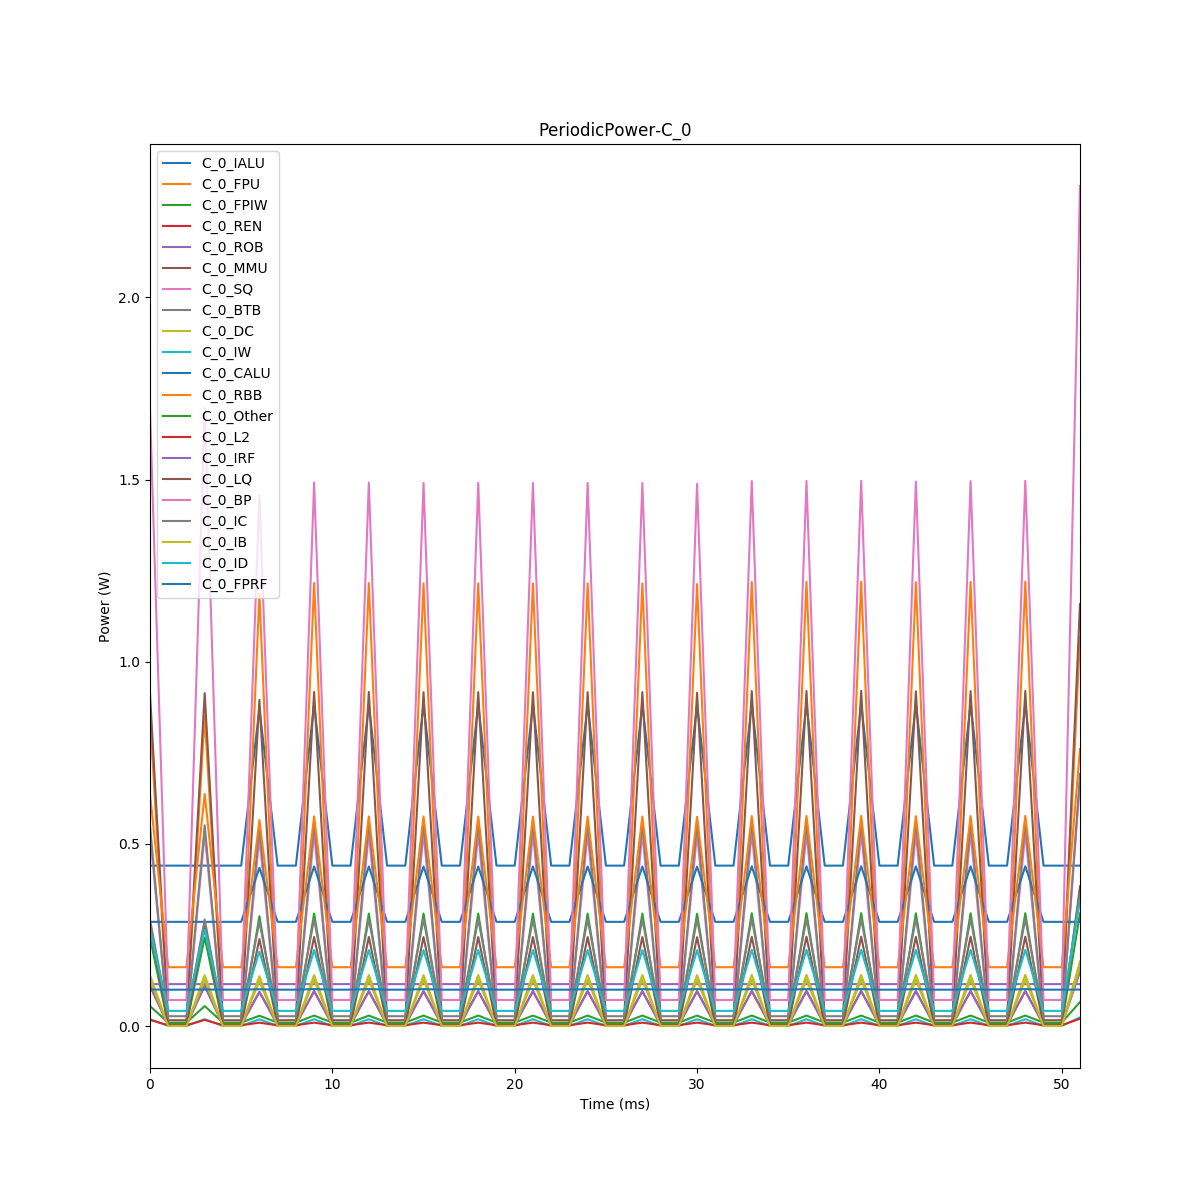 PeriodicPower-C_0
C_0_IALU
C_0_FPU
C_0_FPIW
C_0_REN
C_0_ROB
C_0_MMU
C_0_SQ
C_0_BTB
C_0_DC
C_0_IW
C_0_CALU
C_0_RBB
C_0_Other
C_0_L2
C_0_IRF
C_0_LQ
C_0_BP
C_0_IC
C_0_IB
C_0_ID
C_0_FPRF
Power (W)
2.0
1.5
1.0
0.5
0.0
0 10 20 30 40 50
Time (ms)